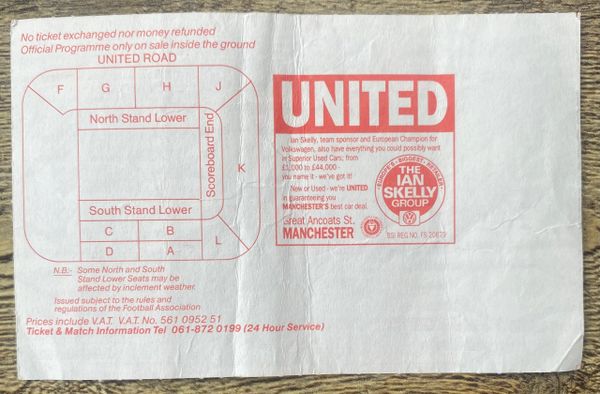 No ticket exchanged nor money refunded
Official Programme only on sale inside the ground
UNITED ROAD
F
G
H
J
North Stand Lower
Scoreboard End
K
South Stand Lower
C
B
D
A
L
N.B:- Some North and South
Stand Lower Seats may be
affected by inclement weather.
Issued subject to the rules and
regulations of the Football Association
Prices include V.A.T. V.A.T. No. 561 0952 51
Ticket & Match Information Tel 061-872 0199 (24 Hour Service)
UNITED
Ian Skelly, team sponsor and European Champion for
Volkswagen, also have everything you could possibly want
in Superior Used Cars; from
£1,000 to £44,000 -
you name it - we've got it!
New or Used - we're UNITED
in guaranteeing you
MANCHESTER'S best car deal.
Great Ancoats St.
MANCHESTER
EUROPE'S BIGGEST
THE
IAN
SKELLY
GROUP
BSI REG.NO. FS 20879